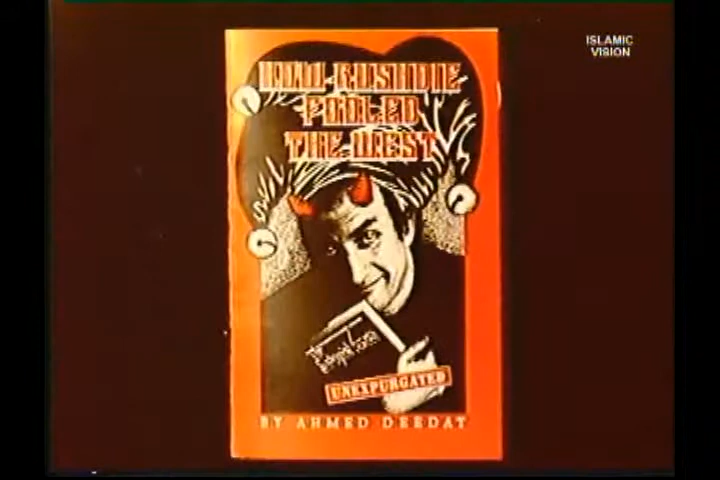 ISLAMIC
VISION
HOW RUSHDIE
FOOLED
THE WEST
UNEXPURGATED
BY AHMED DEEDAT